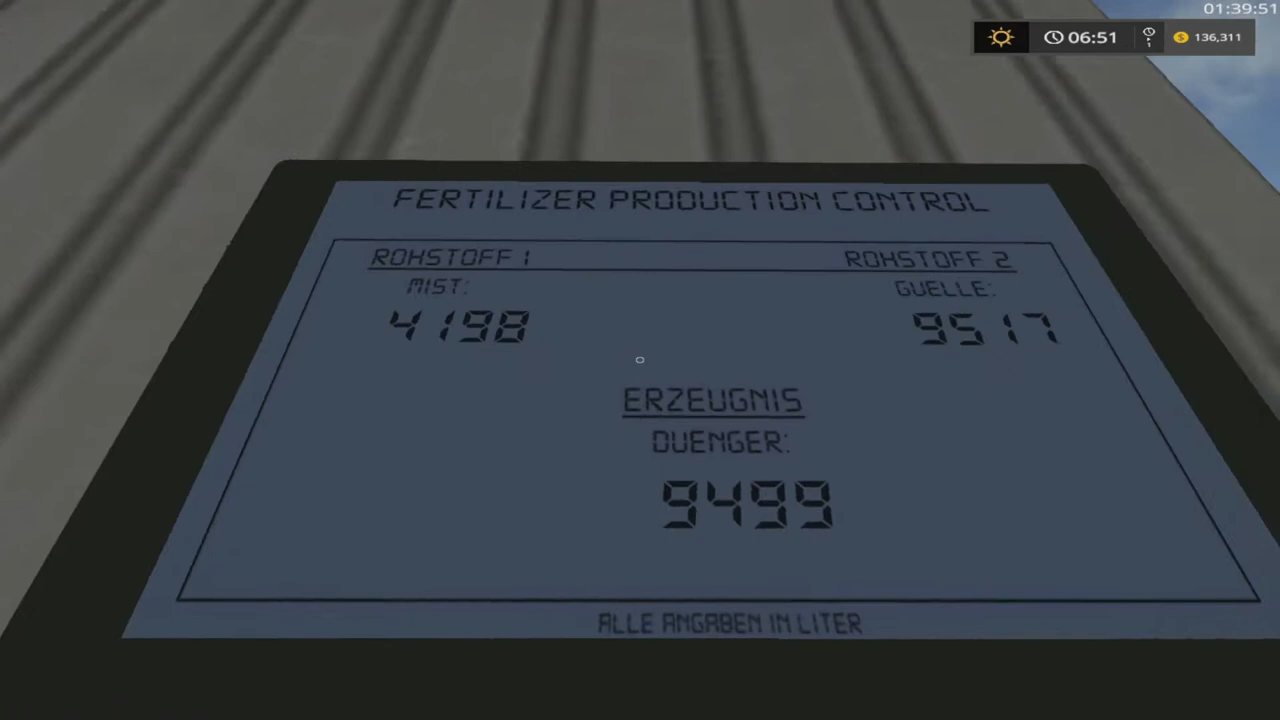 01:39:51
06:51
136,311
FERTILIZER PRODUCTION CONTROL
ROHSTOFF 1
ROHSTOFF 2
MIST:
GUELLE:
4198
9517
ERZEUGNIS
DUENGER:
9499
ALLE ANGABEN IN LITER